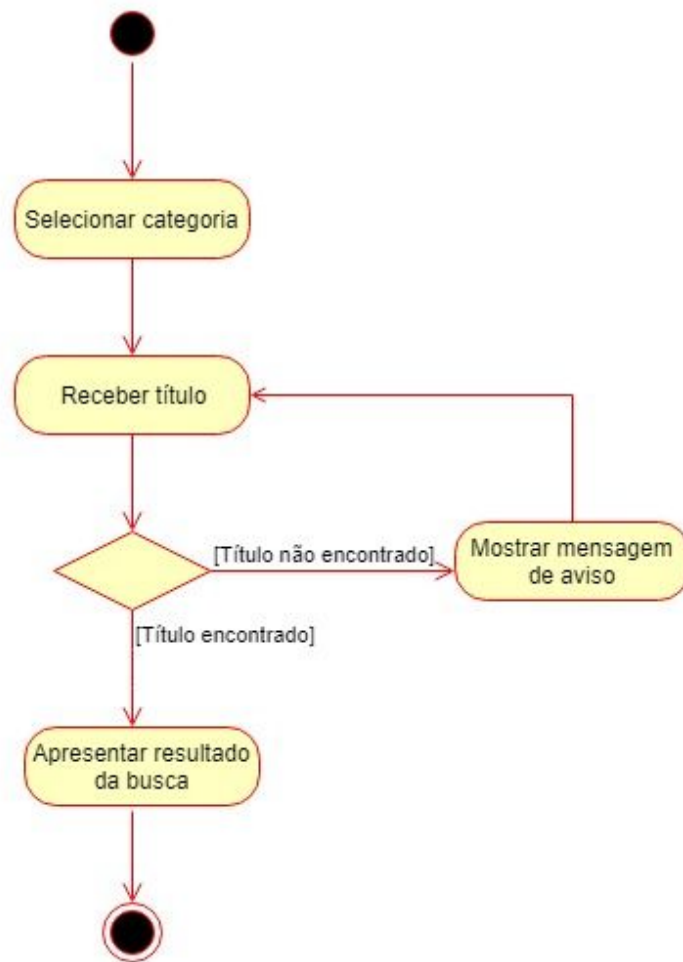 Selecionar categoria
Receber título
[Título não encontrado]
Mostrar mensagem
de aviso
[Título encontrado]
Apresentar resultado
da busca